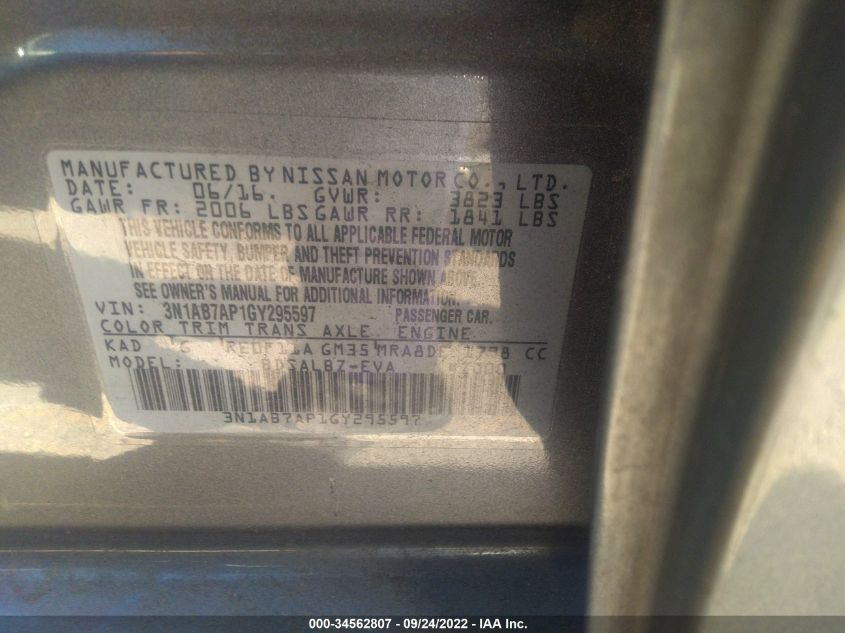 MANUFACTURED BY NISSAN MOTOR CO., LTD.
DATE: 06/16. GVWR: 3823 LBS
GAWR FR: 2006 LBS GAWR RR: 1841 LBS
THIS VEHICLE CONFORMS TO ALL APPLICABLE FEDERAL MOTOR
VEHICLE SAFETY, BUMPER AND THEFT PREVENTION STANDARDS
IN EFFECT ON THE DATE OF MANUFACTURE SHOWN ABOVE.
SEE OWNER'S MANUAL FOR ADDITIONAL INFORMATION.
VIN: 3N1AB7AP1GY295597 PASSENGER CAR.
COLOR TRIM TRANS AXLE ENGINE
KAD G GM35 MRA8DE 1798 CC
MODEL:
3N1AB7AP1GY295597
000-34562807 - 09/24/2022 - IAA Inc.